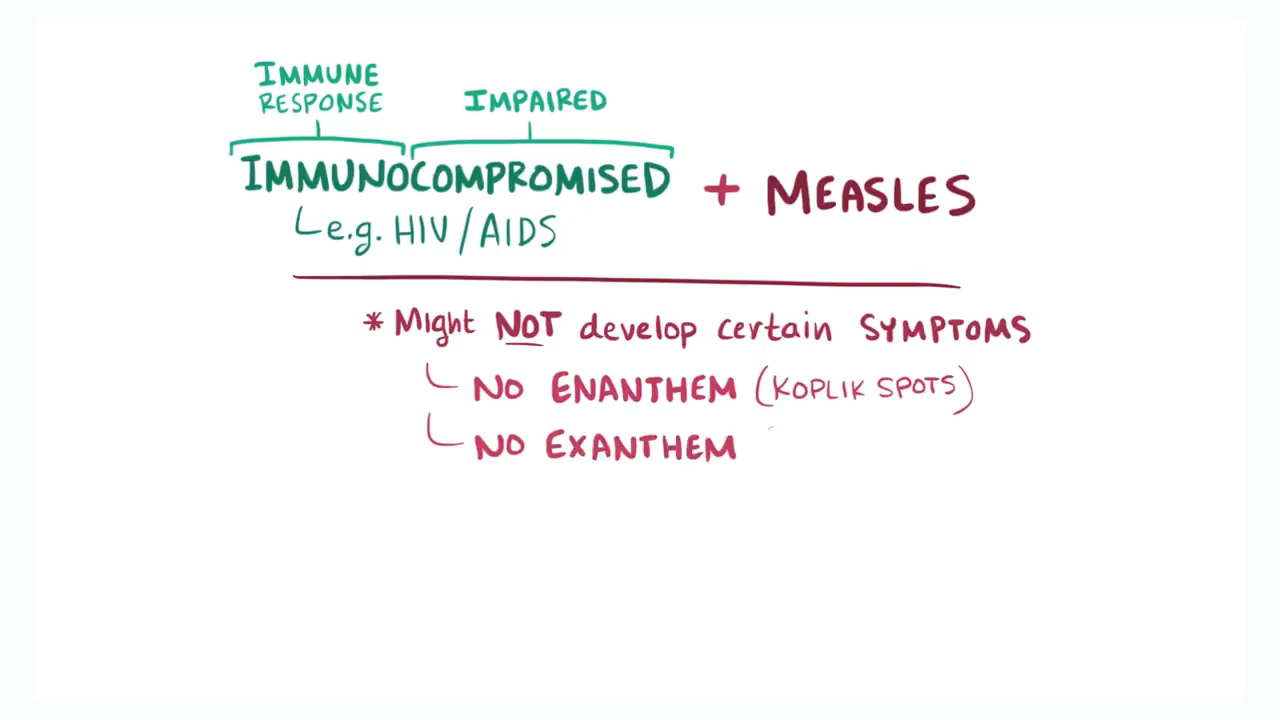 IMMUNE
RESPONSE
IMPAIRED
IMMUNOCOMPROMISED + MEASLES
e.g. HIV/AIDS
* Might NOT develop certain SYMPTOMS
NO ENANTHEM (KOPLIK SPOTS)
NO EXANTHEM